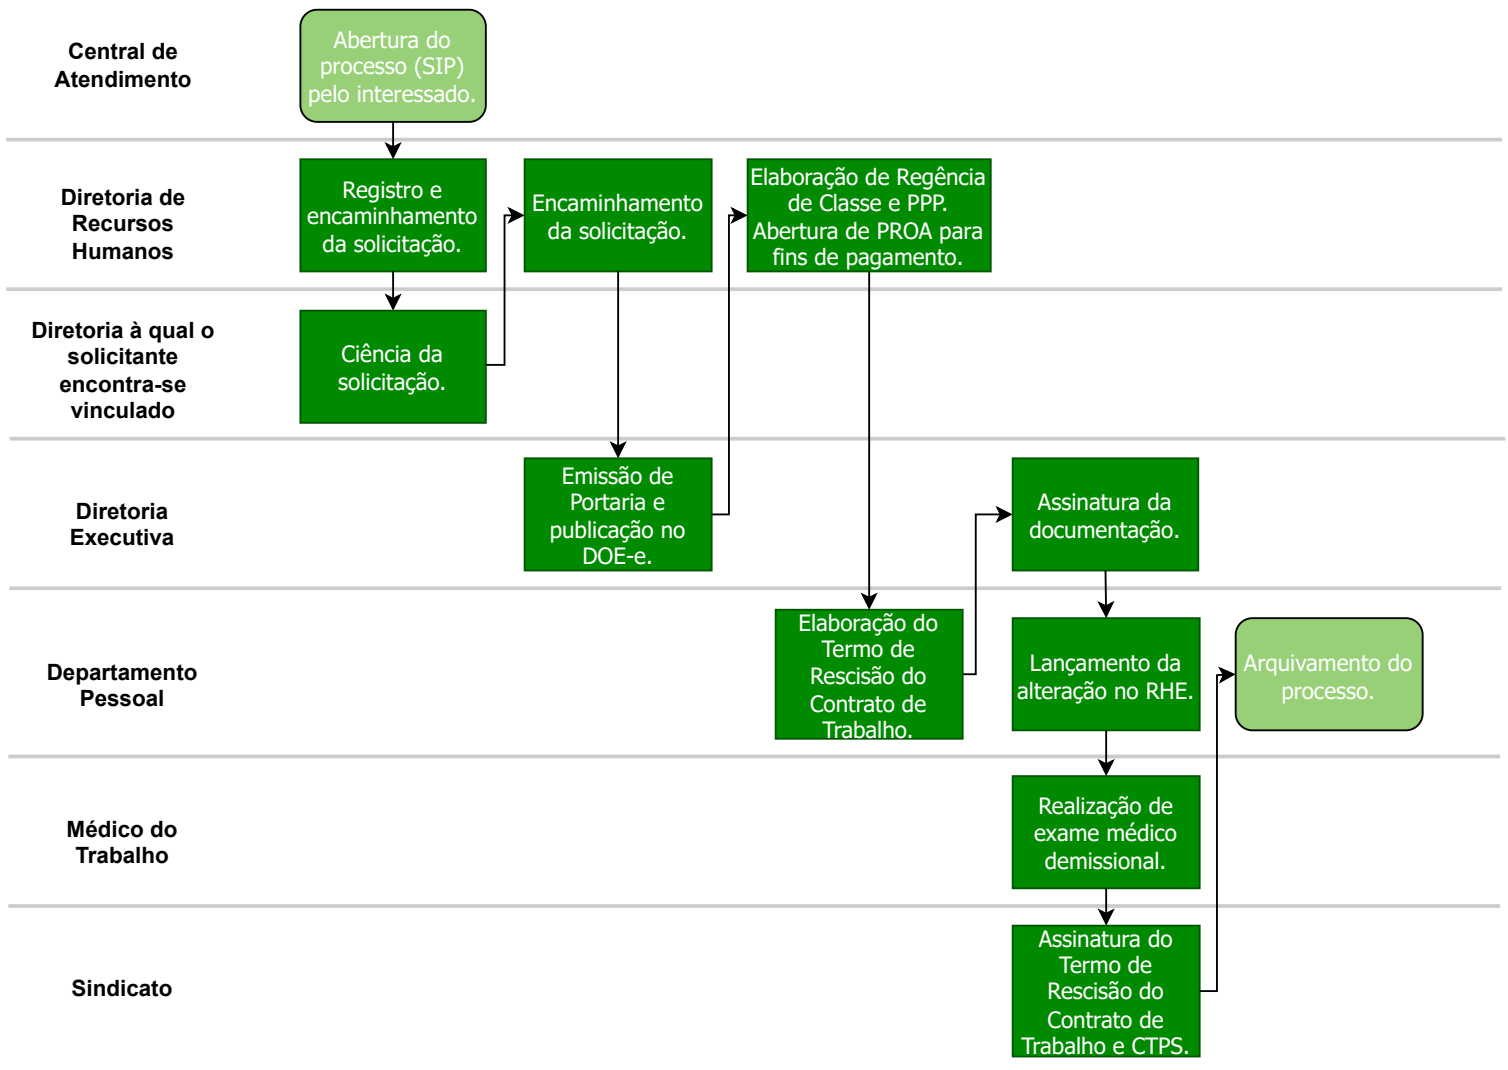 Central de
Atendimento
Abertura do
processo (SIP)
pelo interessado.
Diretoria de
Recursos
Humanos
Registro e
encaminhamento
da solicitação.
Encaminhamento
da solicitação.
Elaboração de Regência
de Classe e PPP.
Abertura de PROA para
fins de pagamento.
Diretoria à qual o
solicitante
encontra-se
vinculado
Ciência da
solicitação.
Diretoria
Executiva
Emissão de
Portaria e
publicação no
DOE-e.
Assinatura da
documentação.
Departamento
Pessoal
Elaboração do
Termo de
Rescisão do
Contrato de
Trabalho.
Lançamento da
alteração no RHE.
Arquivamento do
processo.
Médico do
Trabalho
Realização de
exame médico
demissional.
Sindicato
Assinatura do
Termo de
Rescisão do
Contrato de
Trabalho e CTPS.